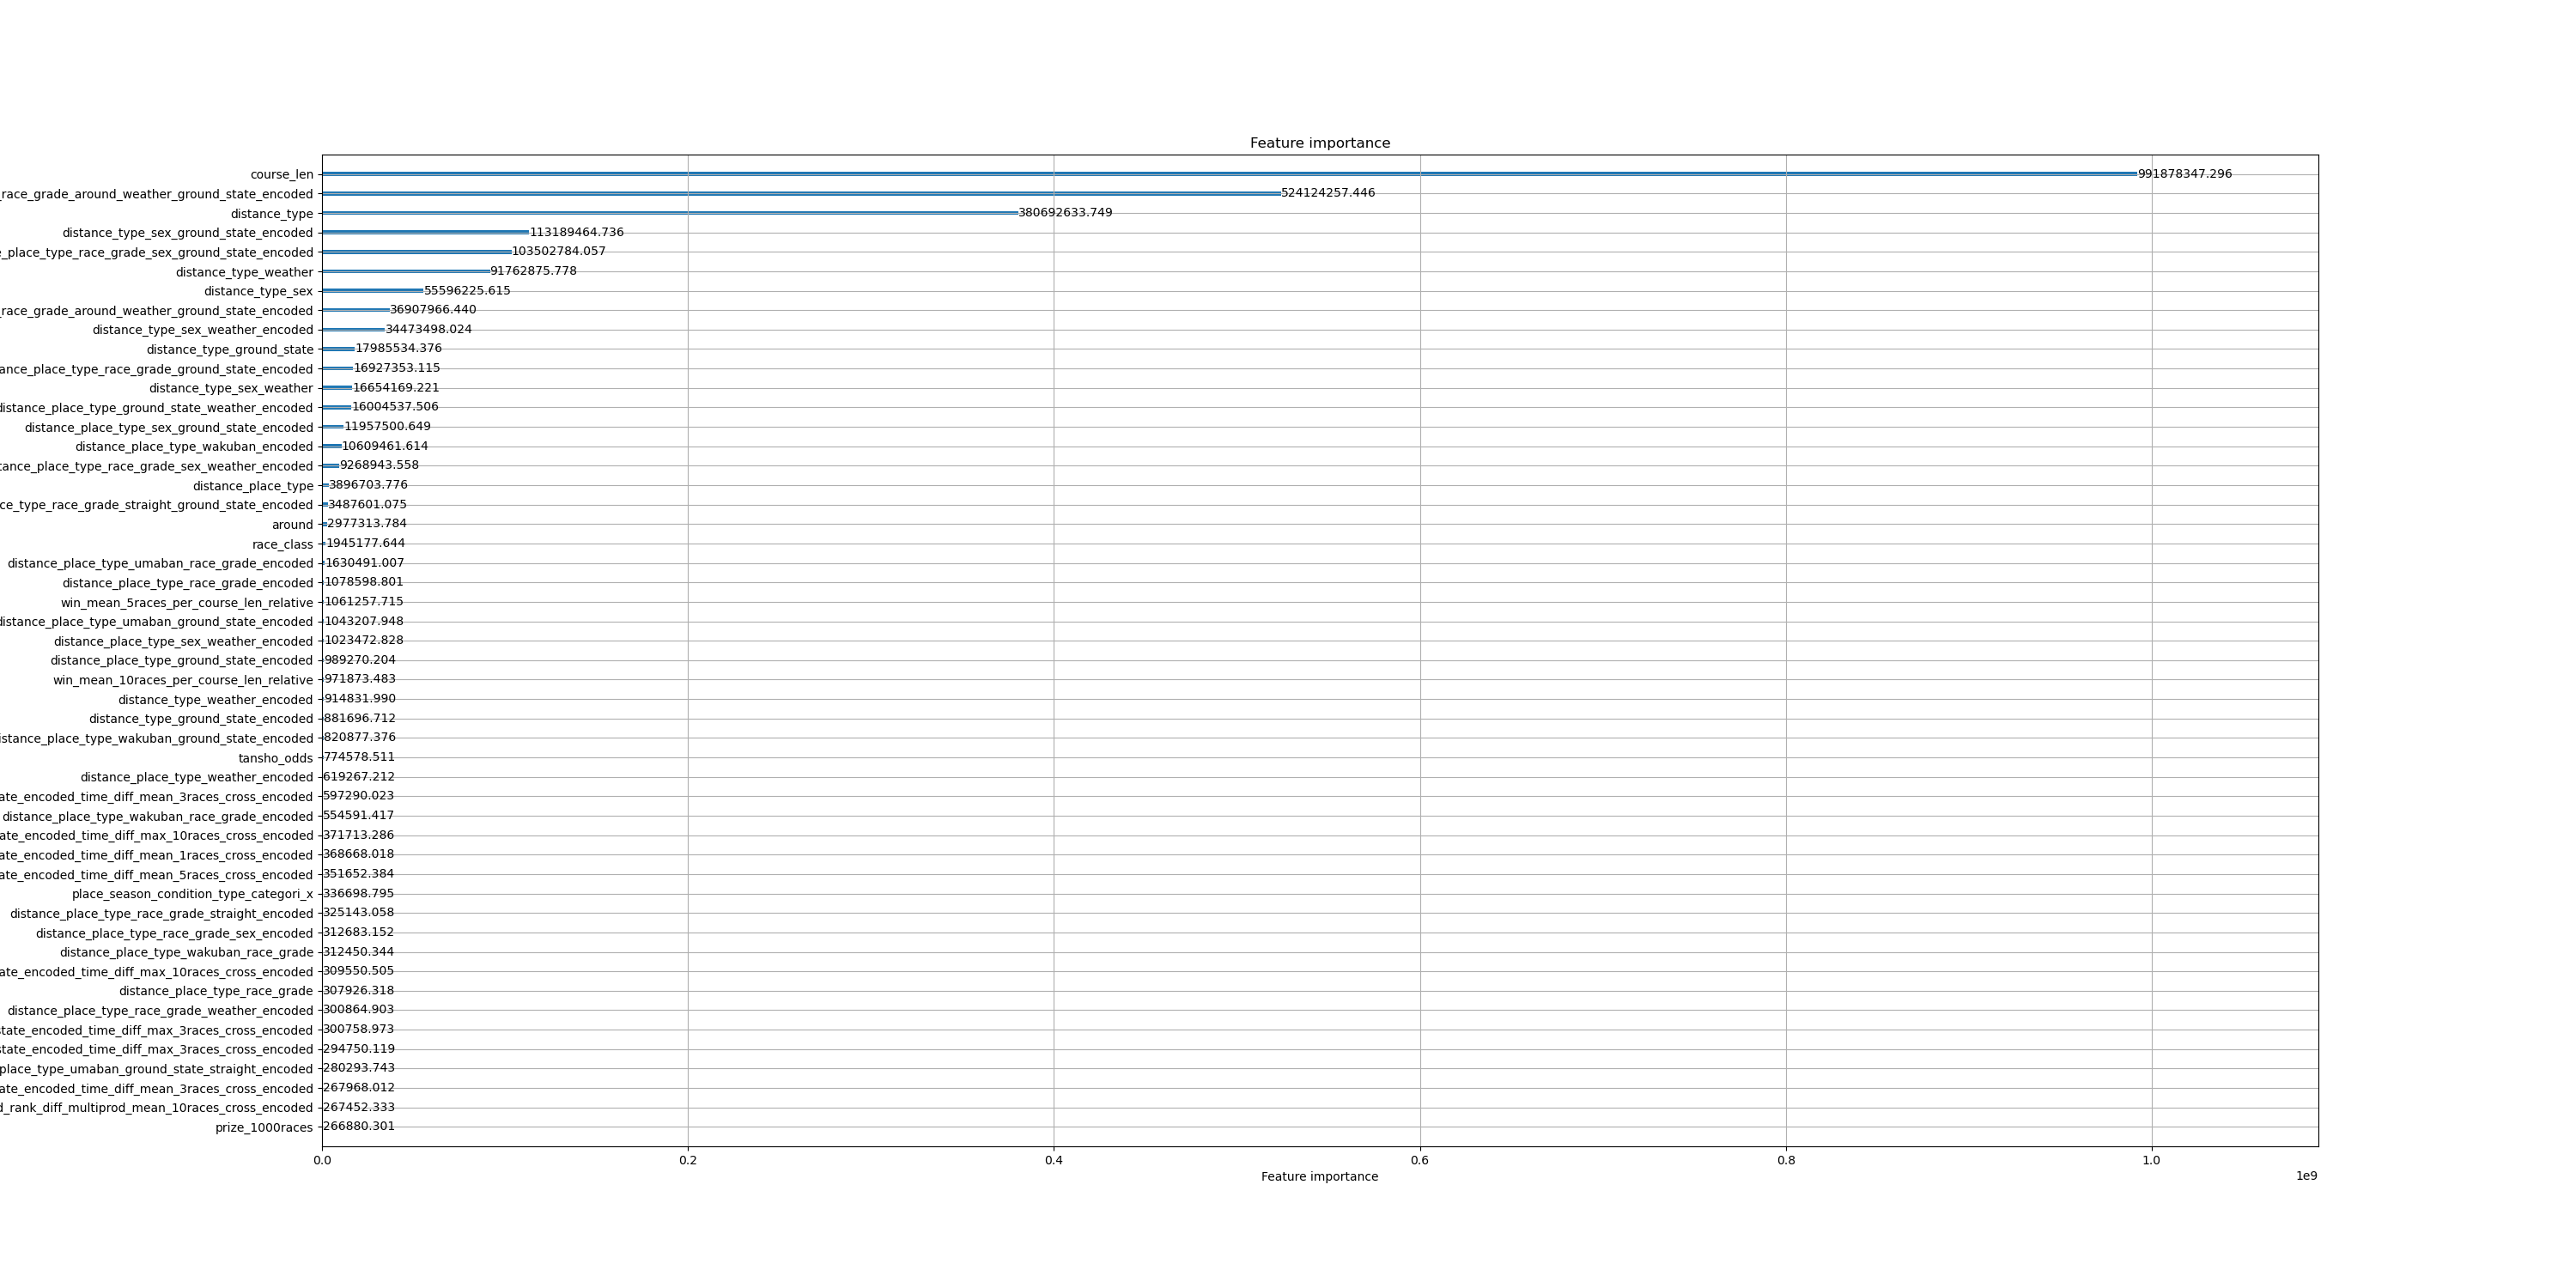 Feature importance
course_len 991878347.296
_race_grade_around_weather_ground_state_encoded 524124257.446
distance_type 380692633.749
distance_type_sex_ground_state_encoded 113189464.736
_place_type_race_grade_sex_ground_state_encoded 103502784.057
distance_type_weather 91762875.778
distance_type_sex 55596225.615
_race_grade_around_weather_ground_state_encoded 36907966.440
distance_type_sex_weather_encoded 34473498.024
distance_type_ground_state 17985534.376
ance_place_type_race_grade_ground_state_encoded 16927353.115
distance_type_sex_weather 16654169.221
distance_place_type_ground_state_weather_encoded 16004537.506
distance_place_type_sex_ground_state_encoded 11957500.649
distance_place_type_wakuban_encoded 10609461.614
tance_place_type_race_grade_sex_weather_encoded 9268943.558
distance_place_type 3896703.776
ce_type_race_grade_straight_ground_state_encoded 3487601.075
around 2977313.784
race_class 1945177.644
distance_place_type_umaban_race_grade_encoded 1630491.007
distance_place_type_race_grade_encoded 1078598.801
win_mean_5races_per_course_len_relative 1061257.715
distance_place_type_umaban_ground_state_encoded 1043207.948
distance_place_type_sex_weather_encoded 1023472.828
distance_place_type_ground_state_encoded 989270.204
win_mean_10races_per_course_len_relative 971873.483
distance_type_weather_encoded 914831.990
distance_type_ground_state_encoded 881696.712
istance_place_type_wakuban_ground_state_encoded 820877.376
tansho_odds 774578.511
distance_place_type_weather_encoded 619267.212
ate_encoded_time_diff_mean_3races_cross_encoded 597290.023
distance_place_type_wakuban_race_grade_encoded 554591.417
ate_encoded_time_diff_max_10races_cross_encoded 371713.286
ate_encoded_time_diff_mean_1races_cross_encoded 368668.018
ate_encoded_time_diff_mean_5races_cross_encoded 351652.384
place_season_condition_type_categori_x 336698.795
distance_place_type_race_grade_straight_encoded 325143.058
distance_place_type_race_grade_sex_encoded 312683.152
distance_place_type_wakuban_race_grade 312450.344
ate_encoded_time_diff_max_10races_cross_encoded 309550.505
distance_place_type_race_grade 307926.318
distance_place_type_race_grade_weather_encoded 300864.903
state_encoded_time_diff_max_3races_cross_encoded 300758.973
state_encoded_time_diff_max_3races_cross_encoded 294750.119
place_type_umaban_ground_state_straight_encoded 280293.743
ate_encoded_time_diff_mean_3races_cross_encoded 267968.012
d_rank_diff_multiprod_mean_10races_cross_encoded 267452.333
prize_1000races 266880.301
0.0 0.2 0.4 0.6 0.8 1.0
Feature importance
1e9